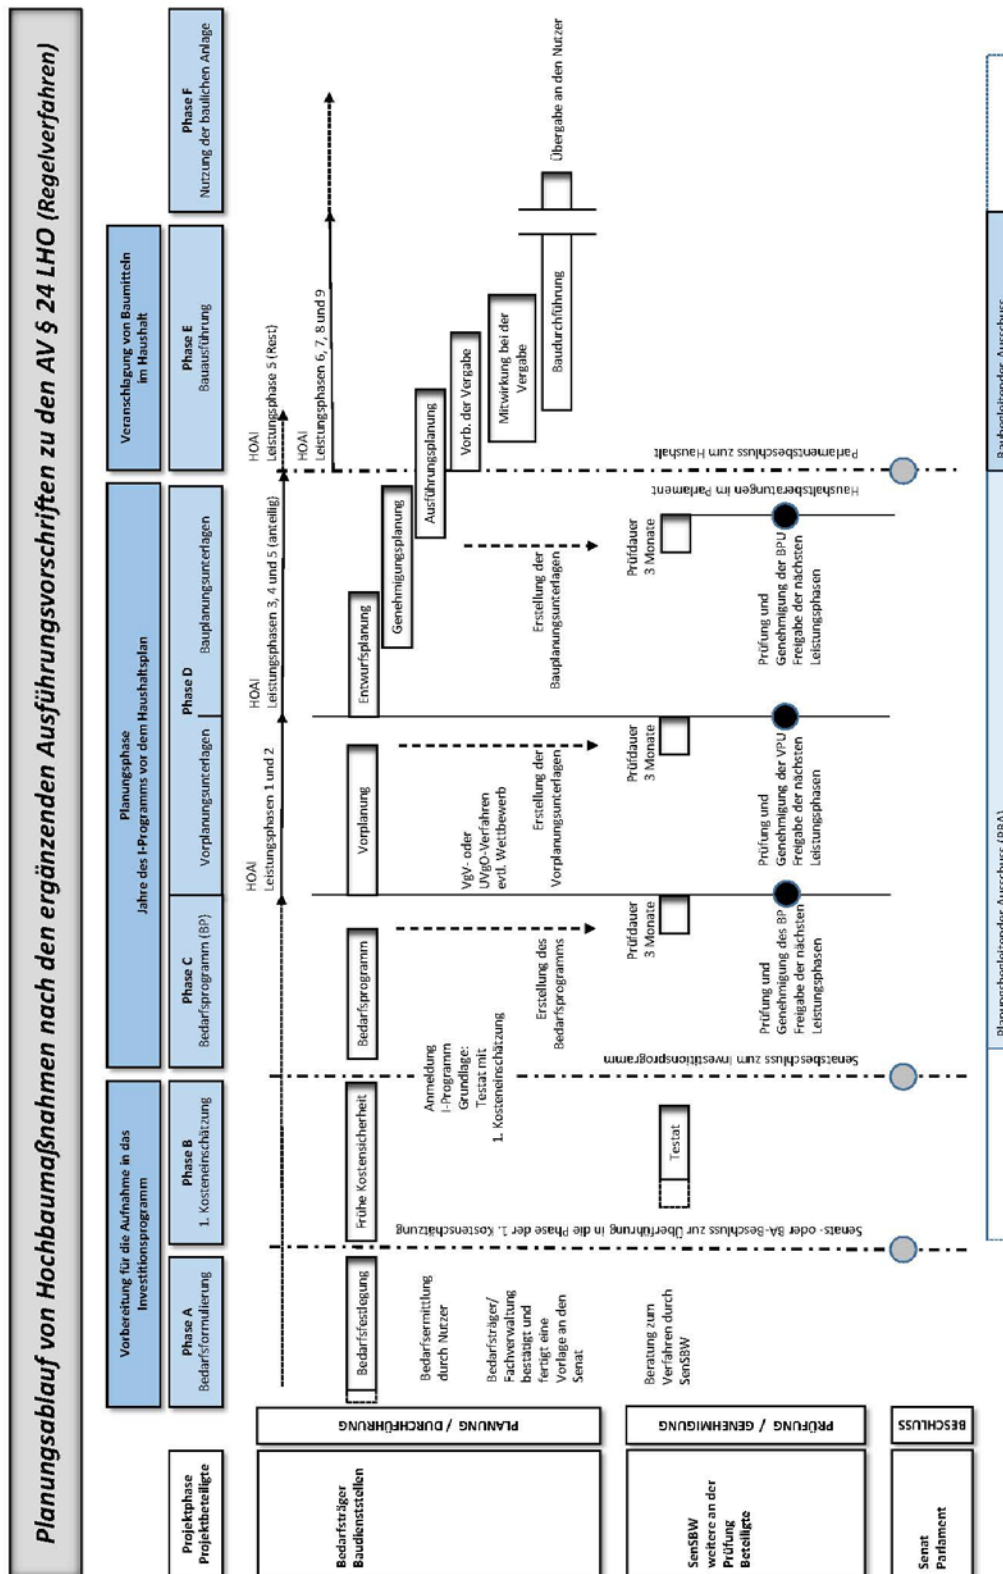 Planungsablauf von Hochbaumaßnahmen nach den ergänzenden Ausführungsvorschriften zu den AV § 24 LHO (Regelverfahren)
Vorbereitung für die Aufnahme in das
Investitionsprogramm
Planungsphase
Jahre des I-Programms vor dem Haushaltsplan
Veranschlagung von Baumitteln
im Haushalt
Projektphase
Projektbeteiligte
Phase A
Bedarfsformulierung
Phase B
1. Kosteneinschätzung
Phase C
Bedarfsprogramm (BP)
Phase D
Vorplanungsunterlagen
Bauplanungsunterlagen
Phase E
Bauausführung
Phase F
Nutzung der baulichen Anlage
HOAI
Leistungsphasen 1 und 2
HOAI
Leistungsphasen 3, 4 und 5 (anteilig)
HOAI
Leistungsphase 5 (Rest)
HOAI
Leistungsphasen 6, 7, 8 und 9
Bedarfsträger
Baudienststellen
PLANUNG / DURCHFÜHRUNG
Bedarfsfestlegung
Frühe Kostensicherheit
Bedarfsprogramm
Vorplanung
Entwurfsplanung
Genehmigungsplanung
Ausführungsplanung
Vorb. der Vergabe
Mitwirkung bei der
Vergabe
Baudurchführung
Übergabe an den Nutzer
Bedarfsermittlung
durch Nutzer
Bedarfsträger/
Fachverwaltung
bestätigt und
fertigt eine
Vorlage an den
Senat
Anmeldung
I-Programm
Grundlage:
Testat mit
1. Kosteneinschätzung
Erstellung des
Bedarfsprogramms
VgV- oder
UVgO-Verfahren
evtl. Wettbewerb
Erstellung der
Vorplanungsunterlagen
Erstellung der
Bauplanungsunterlagen
SenSBW
weitere an der
Prüfung
Beteiligte
PRÜFUNG / GENEHMIGUNG
Beratung zum
Verfahren durch
SenSBW
Testat
Prüfdauer
3 Monate
Prüfdauer
3 Monate
Prüfdauer
3 Monate
Prüfung und
Genehmigung des BP
Freigabe der nächsten
Leistungsphasen
Prüfung und
Genehmigung der VPU
Freigabe der nächsten
Leistungsphasen
Prüfung und
Genehmigung der BPU
Freigabe der nächsten
Leistungsphasen
Senats- oder BA-Beschluss zur Überführung in die Phase der 1. Kostenschätzung
Senatsbeschluss zum Investitionsprogramm
Haushaltsberatungen im Parlament
Parlamentsbeschluss zum Haushalt
Senat
Parlament
BESCHLUSS
Planungsbegleitender Ausschuss (PBA)
Baubegleitender Ausschuss